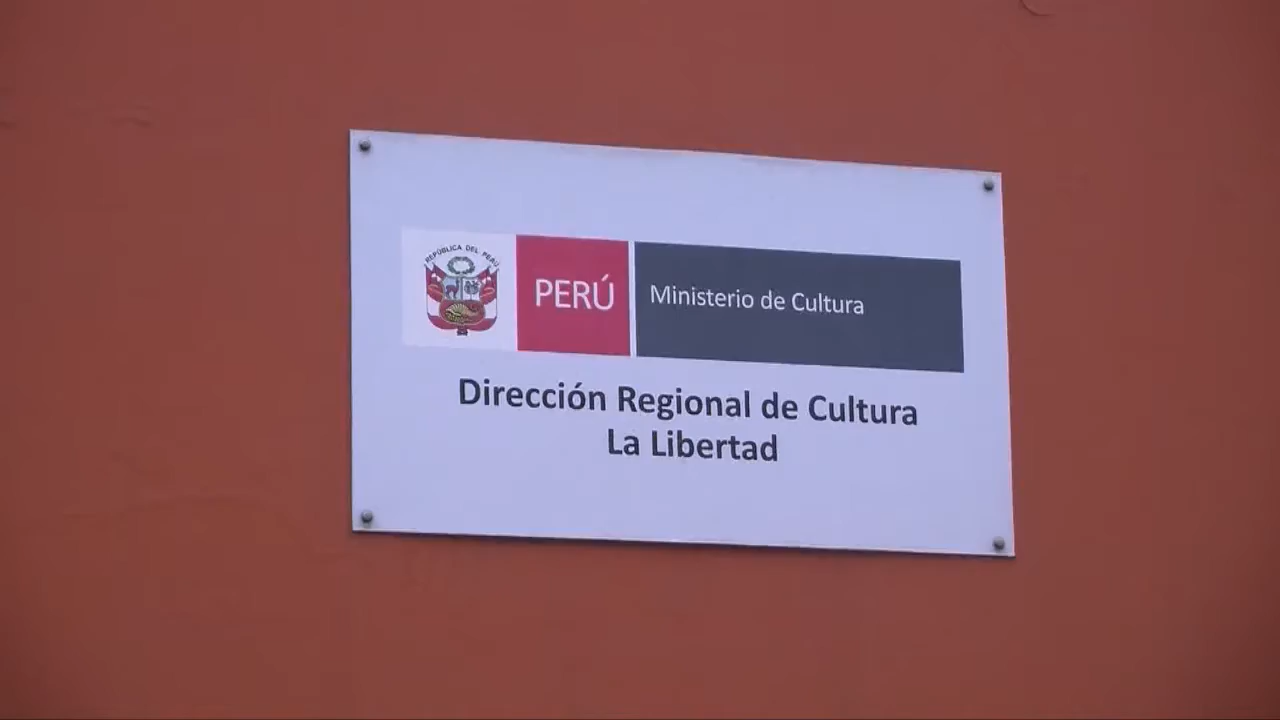 REPÚBLICA DEL PERÚ
PERÚ
Ministerio de Cultura
Dirección Regional de Cultura
La Libertad